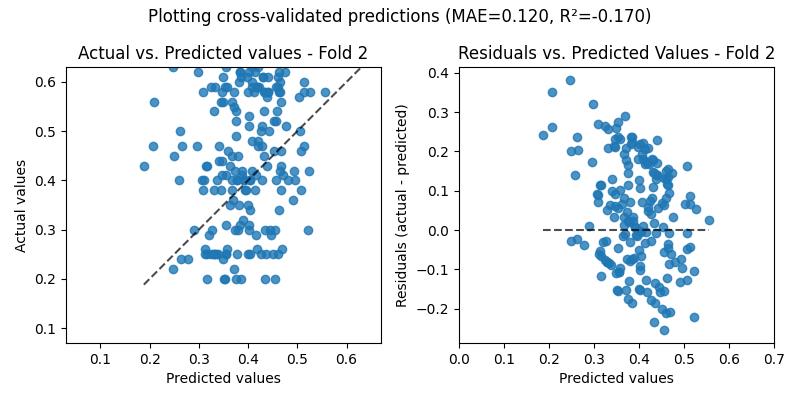 Plotting cross-validated predictions (MAE=0.120, R²=-0.170)
Actual vs. Predicted values - Fold 2
Actual values
0.6
0.5
0.4
0.3
0.2
0.1
0.1 0.2 0.3 0.4 0.5 0.6
Predicted values
Residuals vs. Predicted Values - Fold 2
Residuals (actual - predicted)
0.4
0.3
0.2
0.1
0.0
−0.1
−0.2
0.0 0.1 0.2 0.3 0.4 0.5 0.6 0.7
Predicted values